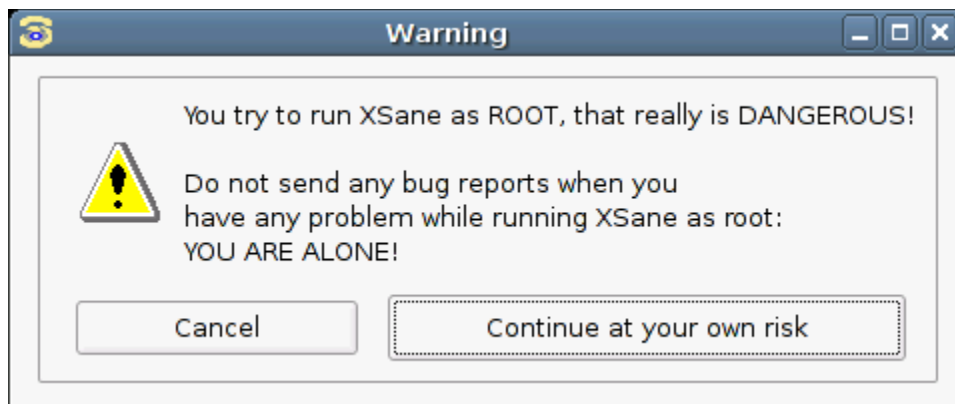 Warning
You try to run XSane as ROOT, that really is DANGEROUS!
Do not send any bug reports when you
have any problem while running XSane as root:
YOU ARE ALONE!
Cancel
Continue at your own risk